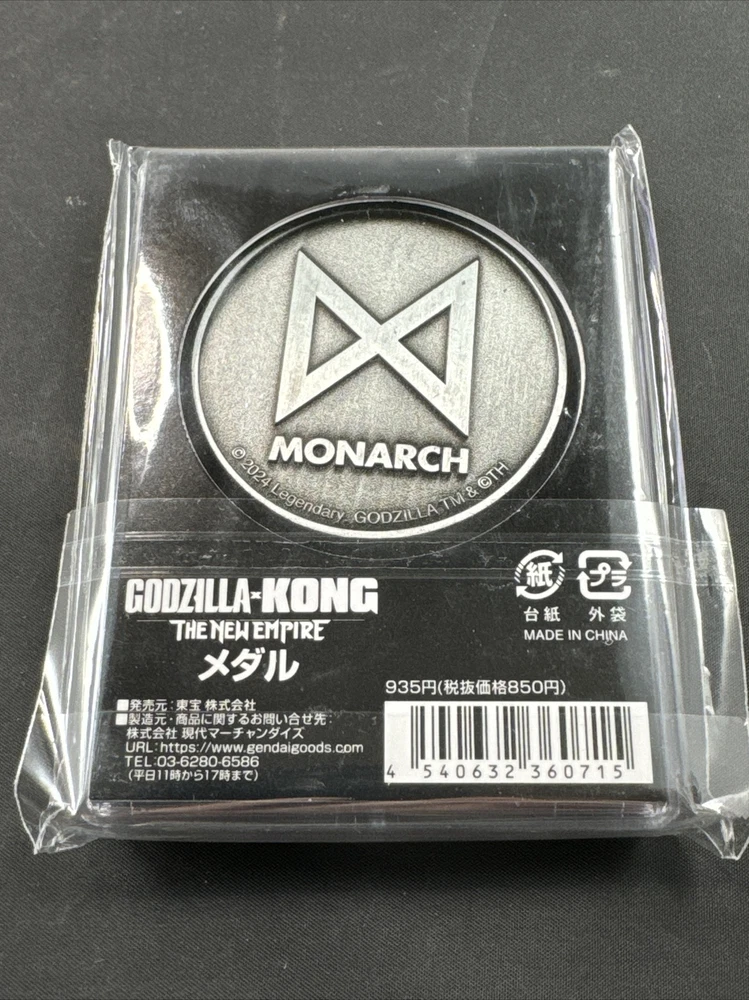 MONARCH
© 2024 Legendary. GODZILLA TM & ©TH
GODZILLA×KONG
THE NEW EMPIRE
メダル
紙
プラ
台紙 外袋
MADE IN CHINA
935円(税抜価格850円)
■発売元:東宝 株式会社
■製造元・商品に関するお問い合せ先:
株式会社 現代マーチャンダイズ
URL:https://www.gendaigoods.com
TEL:03-6280-6586
(平日11時から17時まで)
4 540632 360715